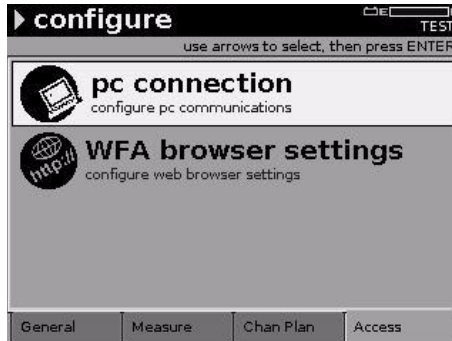 configure
TEST
use arrows to select, then press ENTER
pc connection
configure pc communications
http://
WFA browser settings
configure web browser settings
General Measure Chan Plan Access